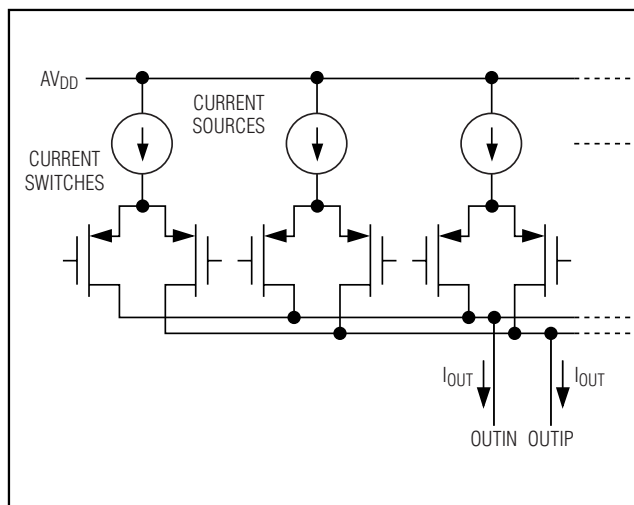 AVDD
CURRENT
SOURCES
CURRENT
SWITCHES
IOUT
IOUT
OUTIN OUTIP